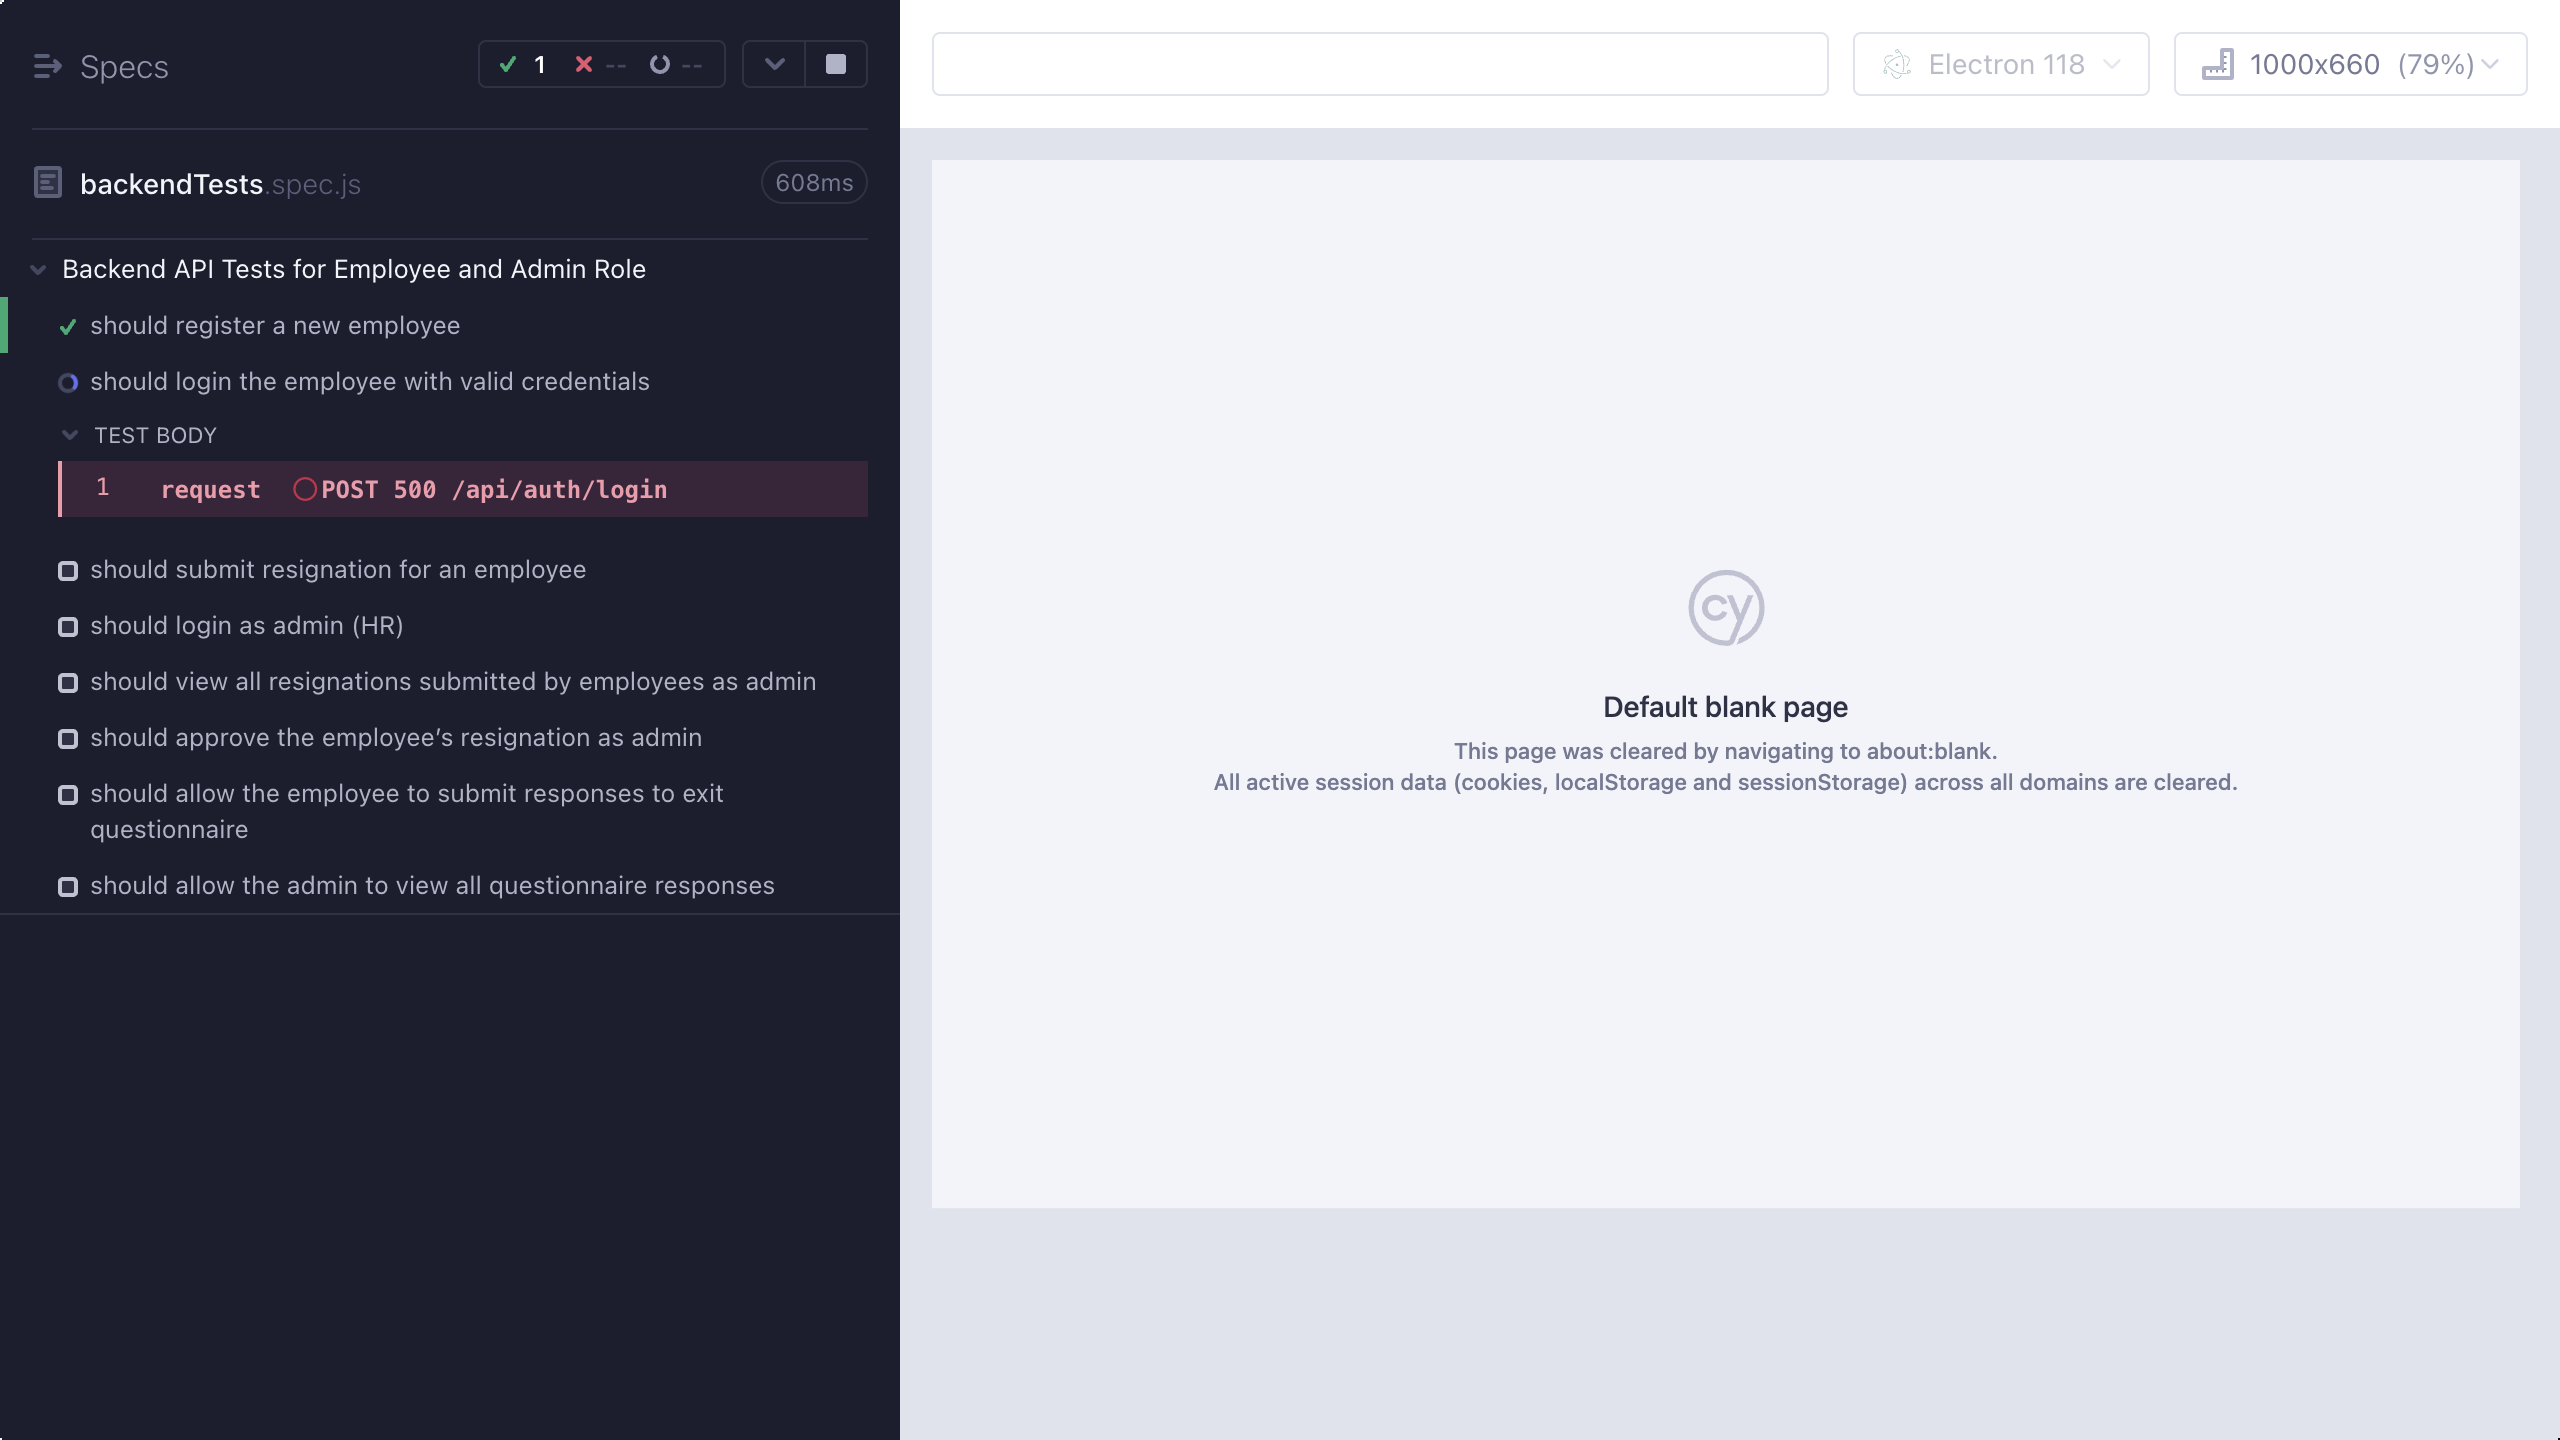 Specs
1 -- --
backendTests.spec.js
608ms
Backend API Tests for Employee and Admin Role
should register a new employee
should login the employee with valid credentials
TEST BODY
1 request POST 500 /api/auth/login
should submit resignation for an employee
should login as admin (HR)
should view all resignations submitted by employees as admin
should approve the employee’s resignation as admin
should allow the employee to submit responses to exit
questionnaire
should allow the admin to view all questionnaire responses
Electron 118
1000x660 (79%)
cy
Default blank page
This page was cleared by navigating to about:blank.
All active session data (cookies, localStorage and sessionStorage) across all domains are cleared.